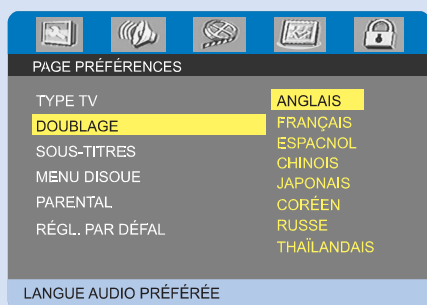 PAGE PRÉFÉRENCES
TYPE TV
DOUBLAGE
SOUS-TITRES
MENU DISOUE
PARENTAL
RÉGL. PAR DÉFAL
ANGLAIS
FRANÇAIS
ESPACNOL
CHINOIS
JAPONAIS
CORÉEN
RUSSE
THAÏLANDAIS
LANGUE AUDIO PRÉFÉRÉE